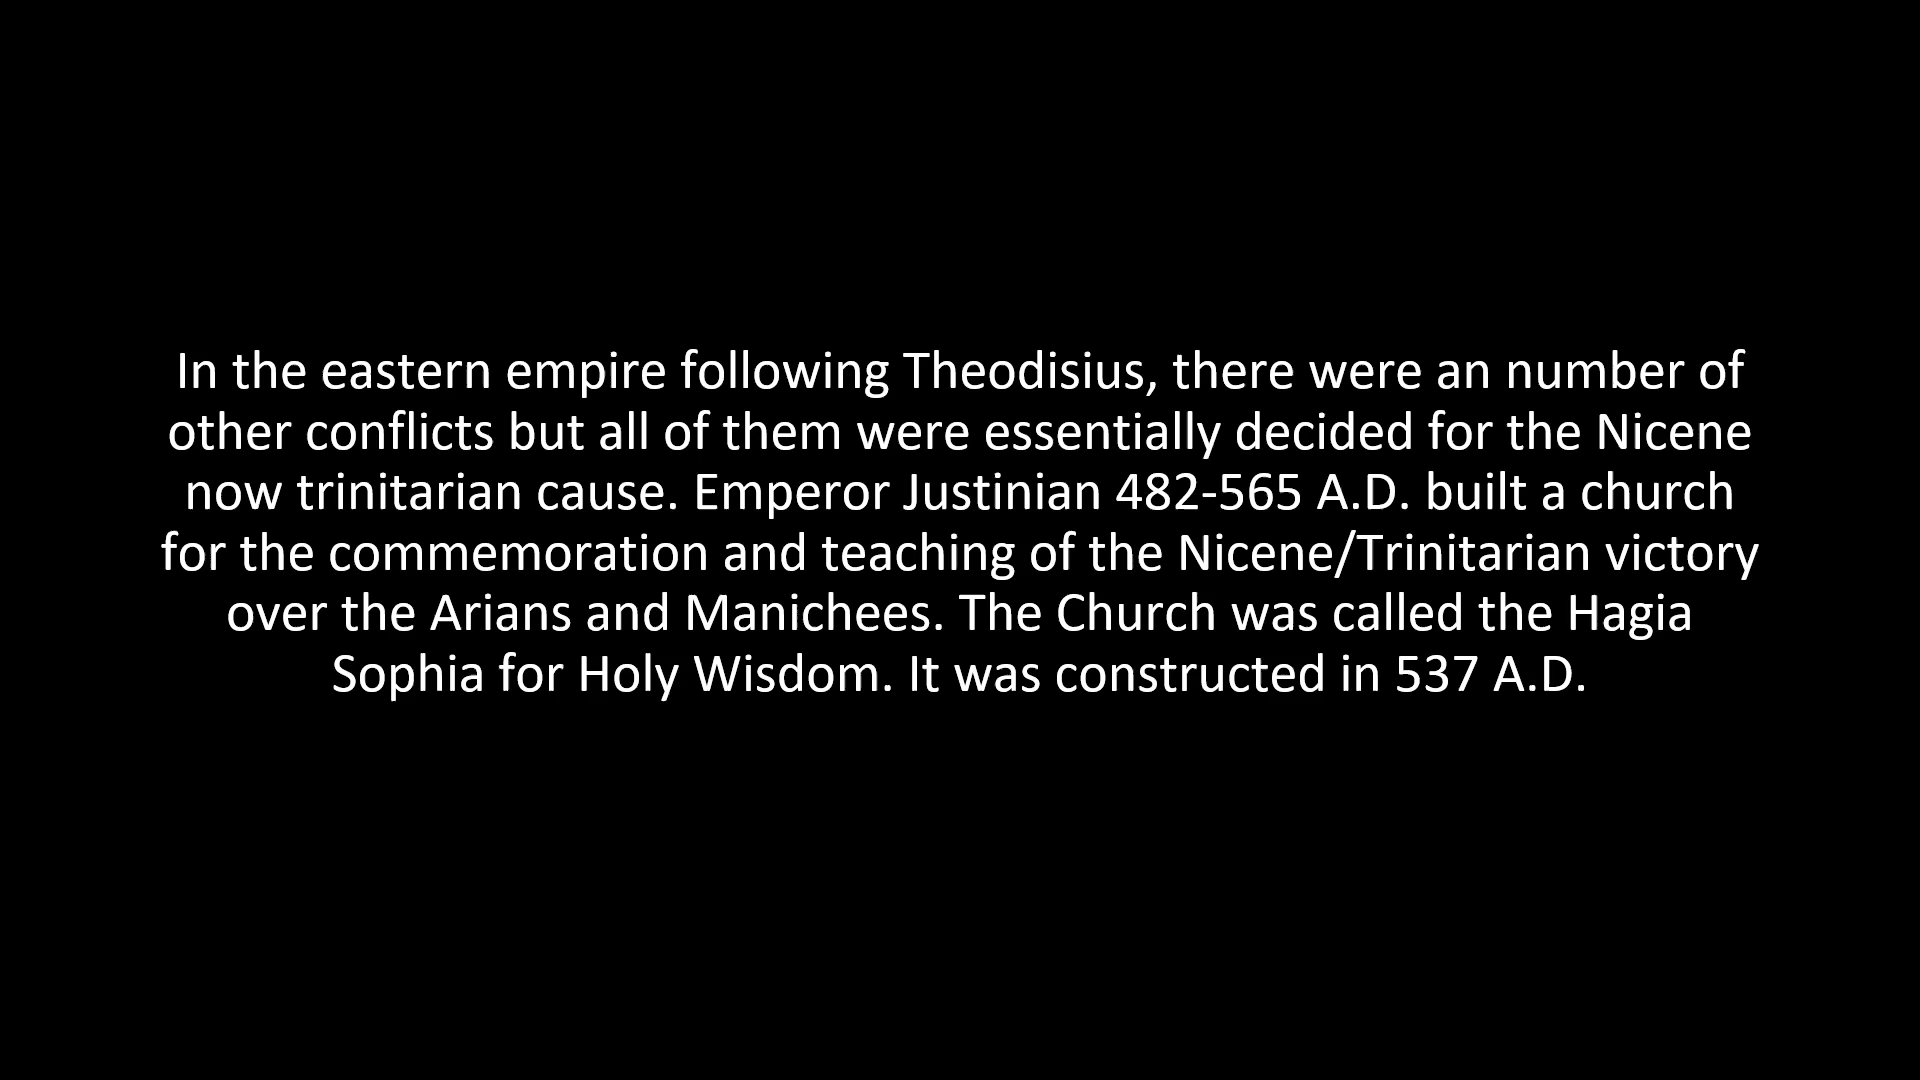 In the eastern empire following Theodisius, there were an number of
other conflicts but all of them were essentially decided for the Nicene
now trinitarian cause. Emperor Justinian 482-565 A.D. built a church
for the commemoration and teaching of the Nicene/Trinitarian victory
over the Arians and Manichees. The Church was called the Hagia
Sophia for Holy Wisdom. It was constructed in 537 A.D.